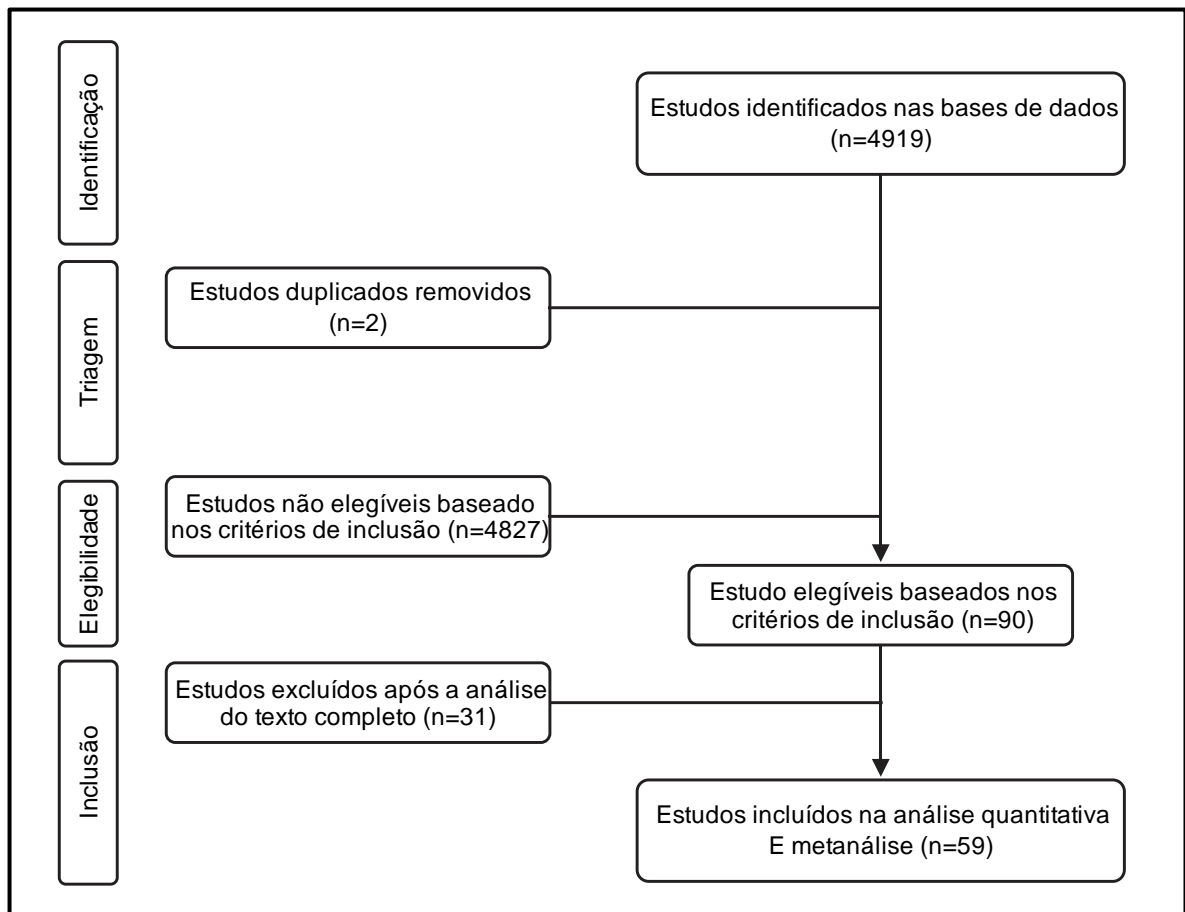 Identificação
Estudos identificados nas bases de dados
(n=4919)
Triagem
Estudos duplicados removidos
(n=2)
Elegibilidade
Estudos não elegíveis baseado
nos critérios de inclusão (n=4827)
Estudo elegíveis baseados nos
critérios de inclusão (n=90)
Inclusão
Estudos excluídos após a análise
do texto completo (n=31)
Estudos incluídos na análise quantitativa
E metanálise (n=59)